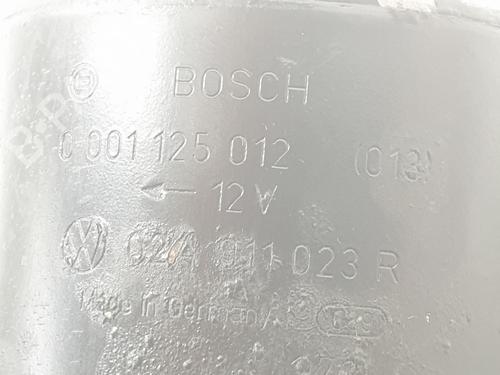 BOSCH
0 001 125 012 (013)
← 12 V
02A 911 023 R
Made in Germany